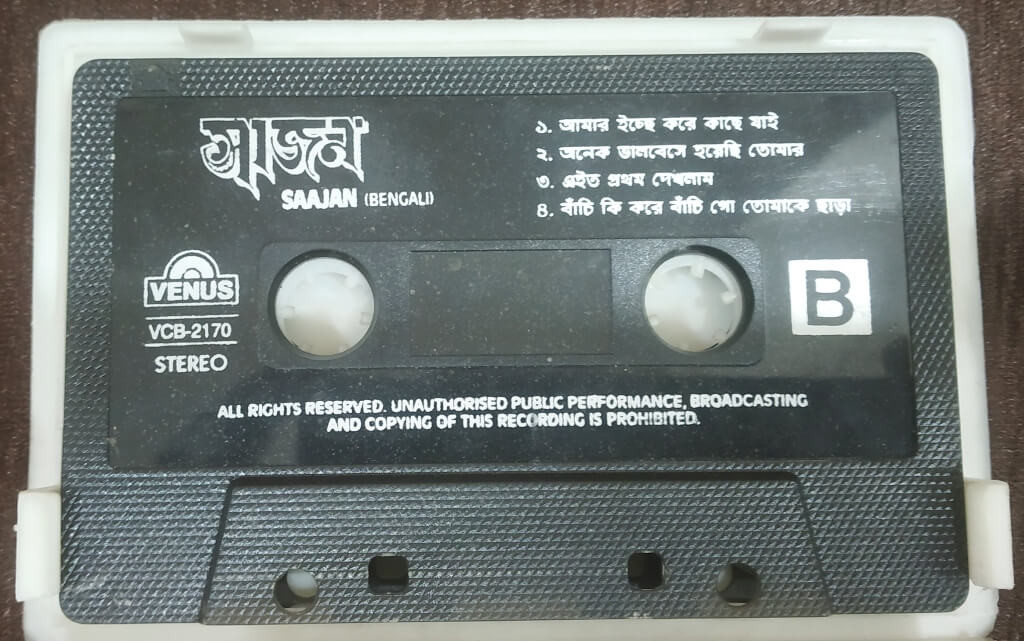 সাজন
SAAJAN (BENGALI)
১. আমার ইচ্ছে করে কাছে যাই
২. অনেক ভালবেসে হয়েছি তোমার
৩. এইত প্রথম দেখলাম
৪. বাঁচি কি করে বাঁচি গো তোমাকে ছাড়া
VENUS
VCB-2170
STEREO
B
ALL RIGHTS RESERVED. UNAUTHORISED PUBLIC PERFORMANCE, BROADCASTING
AND COPYING OF THIS RECORDING IS PROHIBITED.